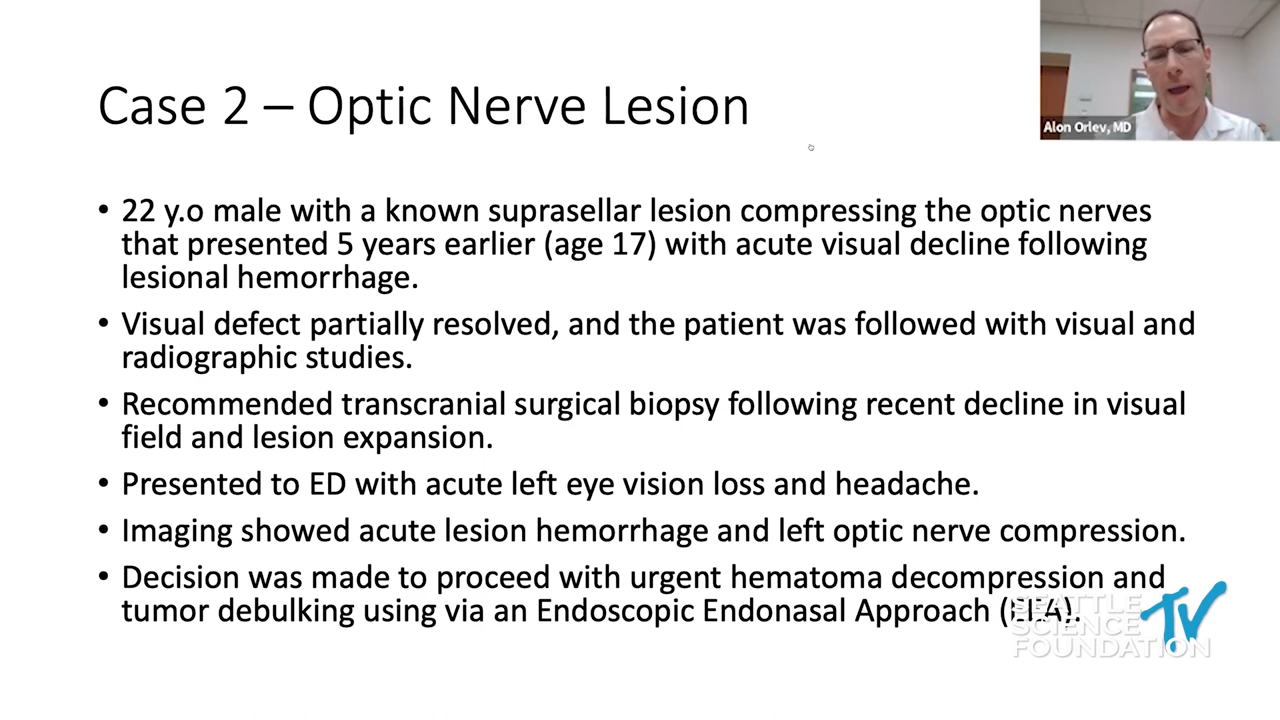 Case 2 – Optic Nerve Lesion
Alon Orlev, MD
• 22 y.o male with a known suprasellar lesion compressing the optic nerves
that presented 5 years earlier (age 17) with acute visual decline following
lesional hemorrhage.
• Visual defect partially resolved, and the patient was followed with visual and
radiographic studies.
• Recommended transcranial surgical biopsy following recent decline in visual
field and lesion expansion.
• Presented to ED with acute left eye vision loss and headache.
• Imaging showed acute lesion hemorrhage and left optic nerve compression.
• Decision was made to proceed with urgent hematoma decompression and
tumor debulking using via an Endoscopic Endonasal Approach (EEA).
SEATTLE
SCIENCE
FOUNDATION
TV